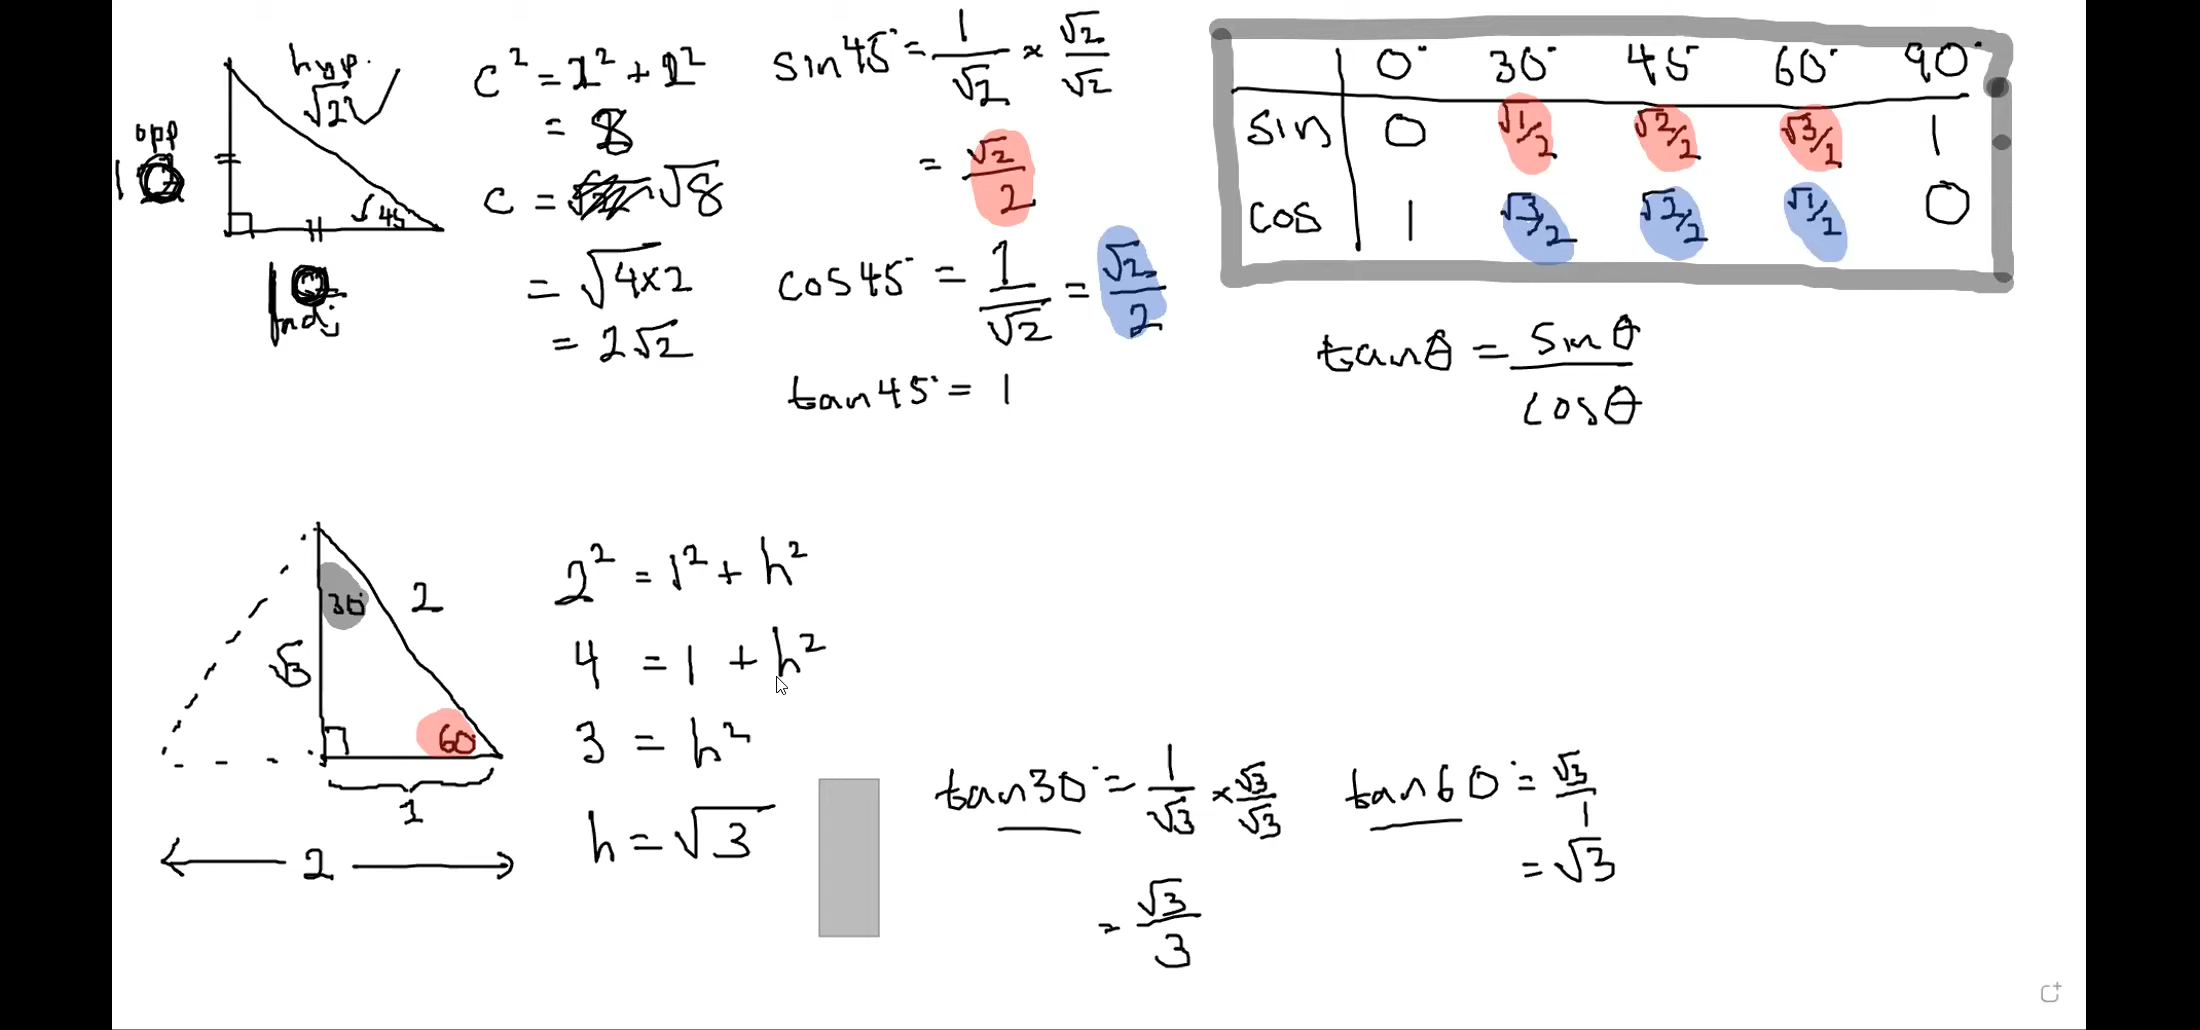 hyp.
√2
opp
1
45
1
c² = 2² + 2²
= 8
c = √8
= √4×2
= 2√2
sin45° = 1/√2 × √2/√2
= √2/2
cos45° = 1/√2 = √2/2
tan45° = 1
0° 30° 45° 60° 90°
sin 0 √1/2 √2/2 √3/2 1
cos 1 √3/2 √2/2 √1/2 0
tanθ = sinθ/cosθ
30°
2
√3
60°
1
2
2² = 1² + h²
4 = 1 + h²
3 = h²
h = √3
tan30° = 1/√3 × √3/√3
= √3/3
tan60° = √3/1
= √3